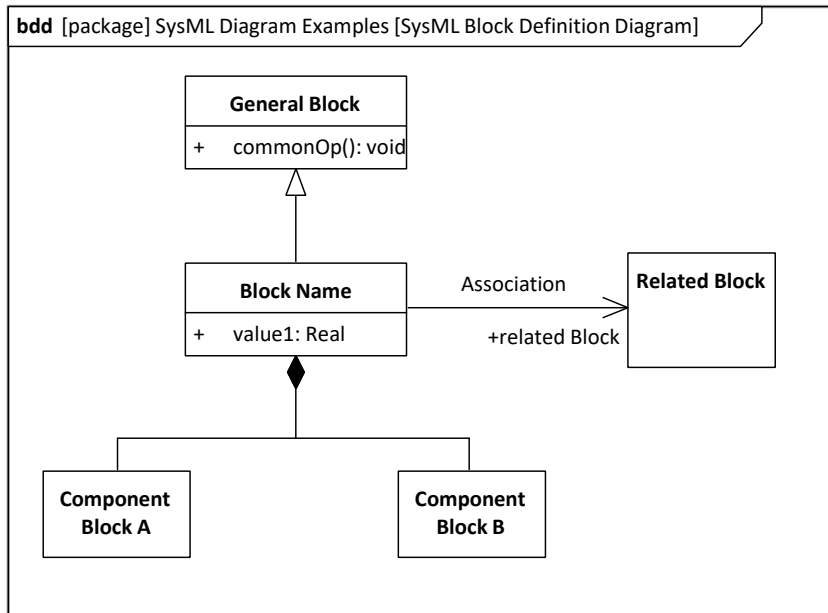 bdd [package] SysML Diagram Examples [SysML Block Definition Diagram]
General Block
+ commonOp(): void
Block Name
+ value1: Real
Association
+related Block
Related Block
Component
Block A
Component
Block B